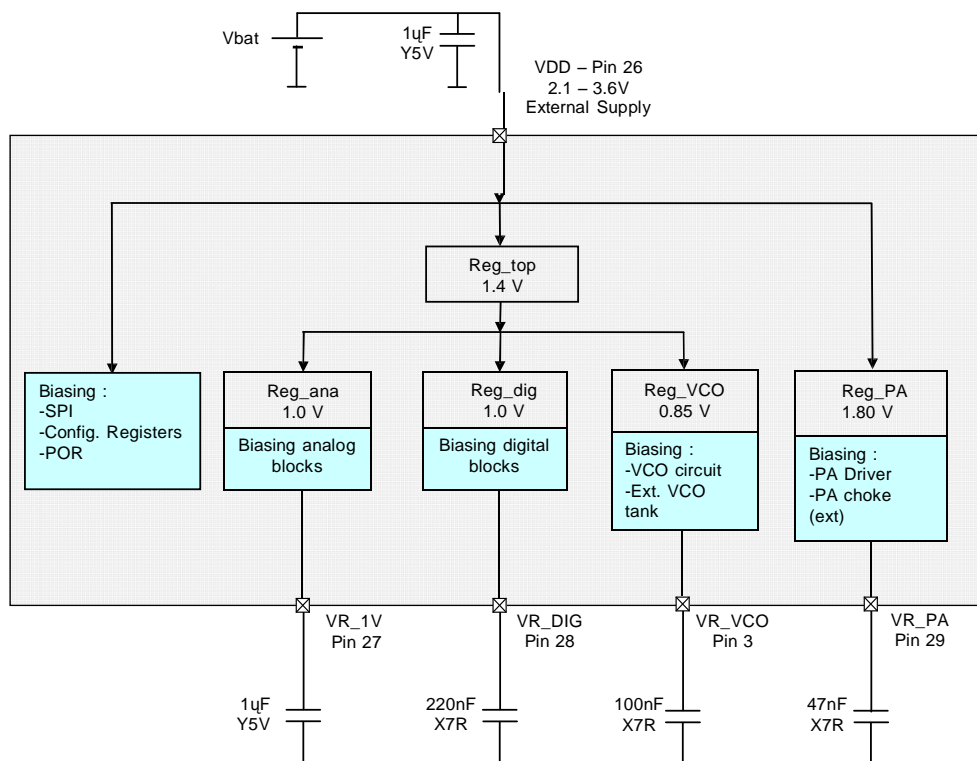 Vbat
1ųF
Y5V
VDD – Pin 26
2.1 – 3.6V
External Supply
Reg_top
1.4 V
Biasing :
-SPI
-Config. Registers
-POR
Reg_ana
1.0 V
Biasing analog
blocks
Reg_dig
1.0 V
Biasing digital
blocks
Reg_VCO
0.85 V
Biasing :
-VCO circuit
-Ext. VCO
tank
Reg_PA
1.80 V
Biasing :
-PA Driver
-PA choke
(ext)
VR_1V
Pin 27
VR_DIG
Pin 28
VR_VCO
Pin 3
VR_PA
Pin 29
1ųF
Y5V
220nF
X7R
100nF
X7R
47nF
X7R